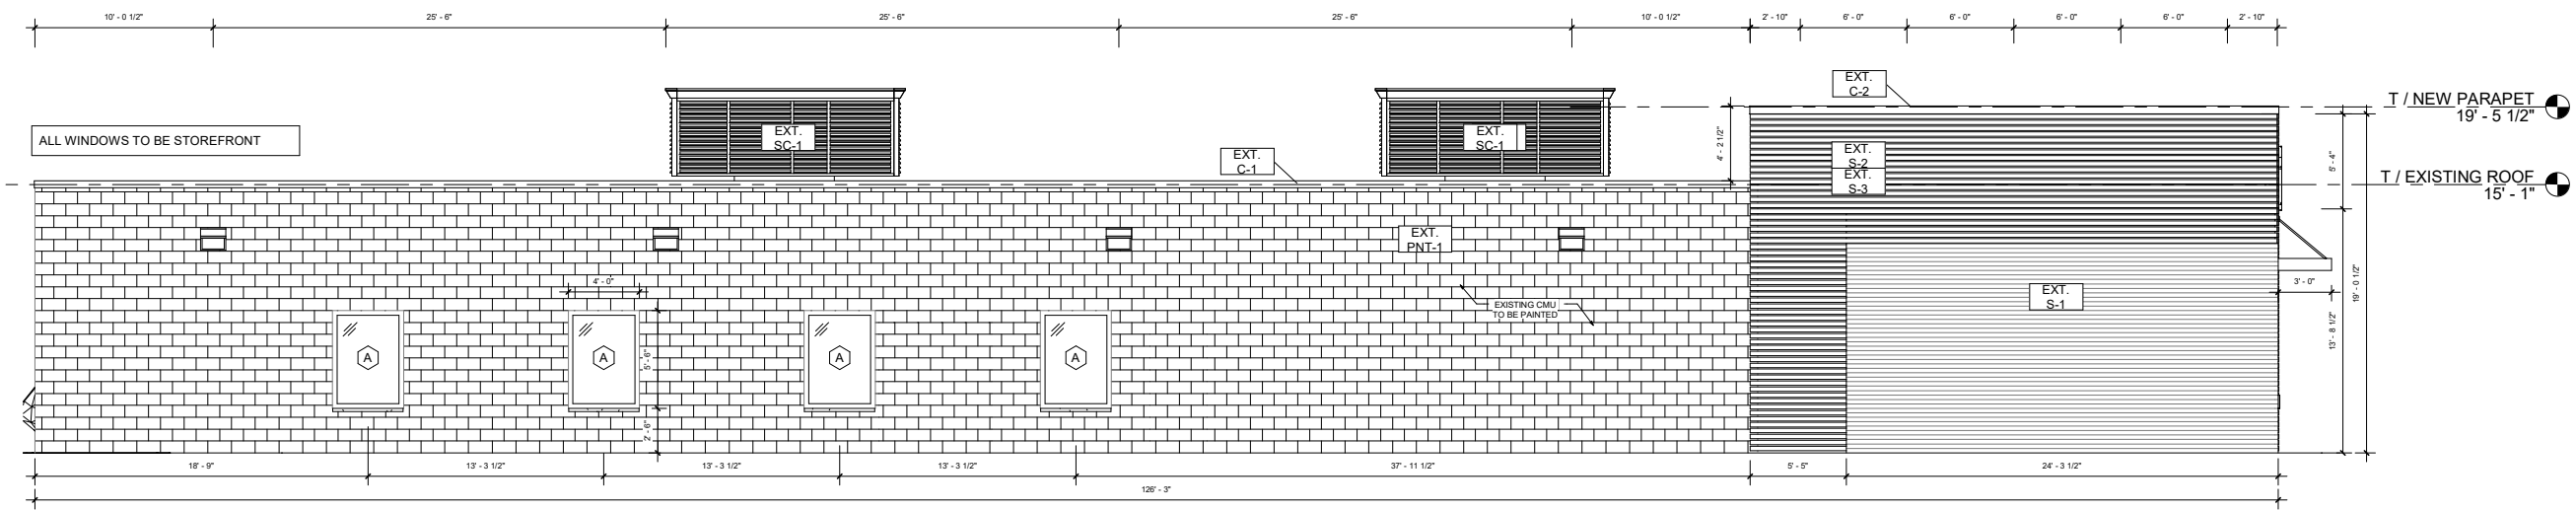 10' - 0 1/2"
25' - 6"
25' - 6"
25' - 6"
10' - 0 1/2"
2' - 10"
6' - 0"
6' - 0"
6' - 0"
6' - 0"
2' - 10"
EXT.
C-2
T / NEW PARAPET
19' - 5 1/2"
ALL WINDOWS TO BE STOREFRONT
EXT.
SC-1
EXT.
SC-1
4' - 2 1/2"
EXT.
C-1
EXT.
S-2
EXT.
S-3
5' - 4"
T / EXISTING ROOF
15' - 1"
EXT.
PNT-1
4' - 0"
EXISTING CMU
TO BE PAINTED
EXT.
S-1
3' - 0"
19' - 0 1/2"
13' - 8 1/2"
A
A
A
A
5' - 6"
2' - 6"
18' - 9"
13' - 3 1/2"
13' - 3 1/2"
13' - 3 1/2"
37' - 11 1/2"
5' - 5"
24' - 3 1/2"
126' - 3"